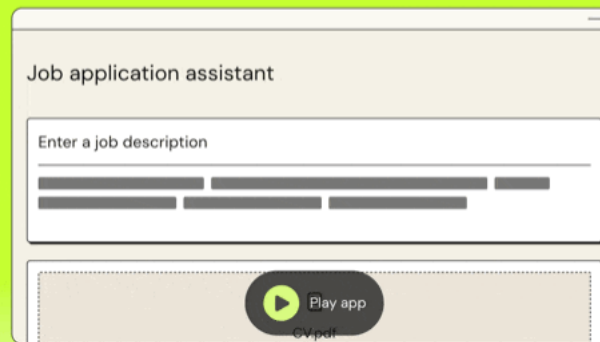 Job application assistant
Enter a job description
Play app
CV.pdf